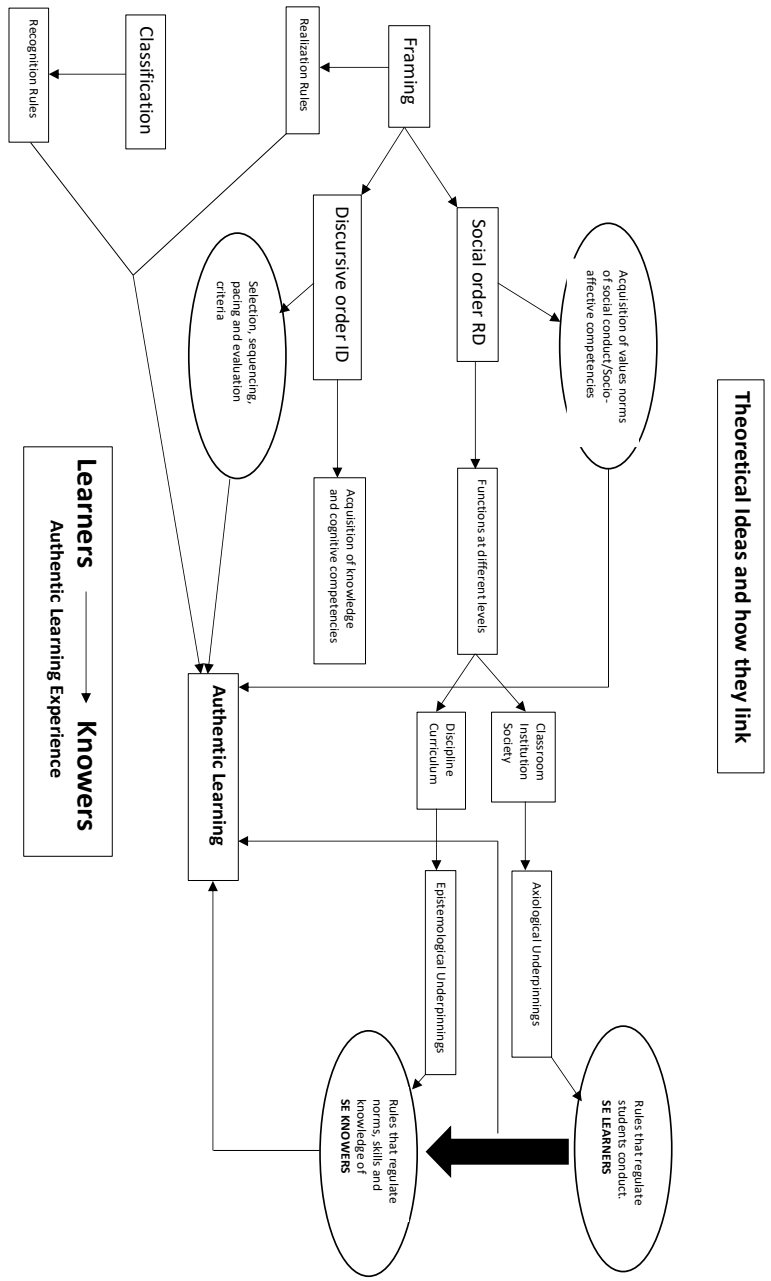 Theoretical Ideas and how they link
Acquisition of values norms
of social conduct/Socio-
affective competencies
Social order RD
Functions at different levels
Classroom
Institution
Society
Axiological Underpinnings
Rules that regulate
students conduct.
SE LEARNERS
Discipline
Curriculum
Epistemological Underpinnings
Rules that regulate
norms, skills and
knowledge of
SE KNOWERS
Framing
Discursive order ID
Acquisition of knowledge
and cognitive competencies
Realization Rules
Selection, sequencing,
pacing and evaluation
criteria
Authentic Learning
Classification
Recognition Rules
Learners Knowers
Authentic Learning Experience